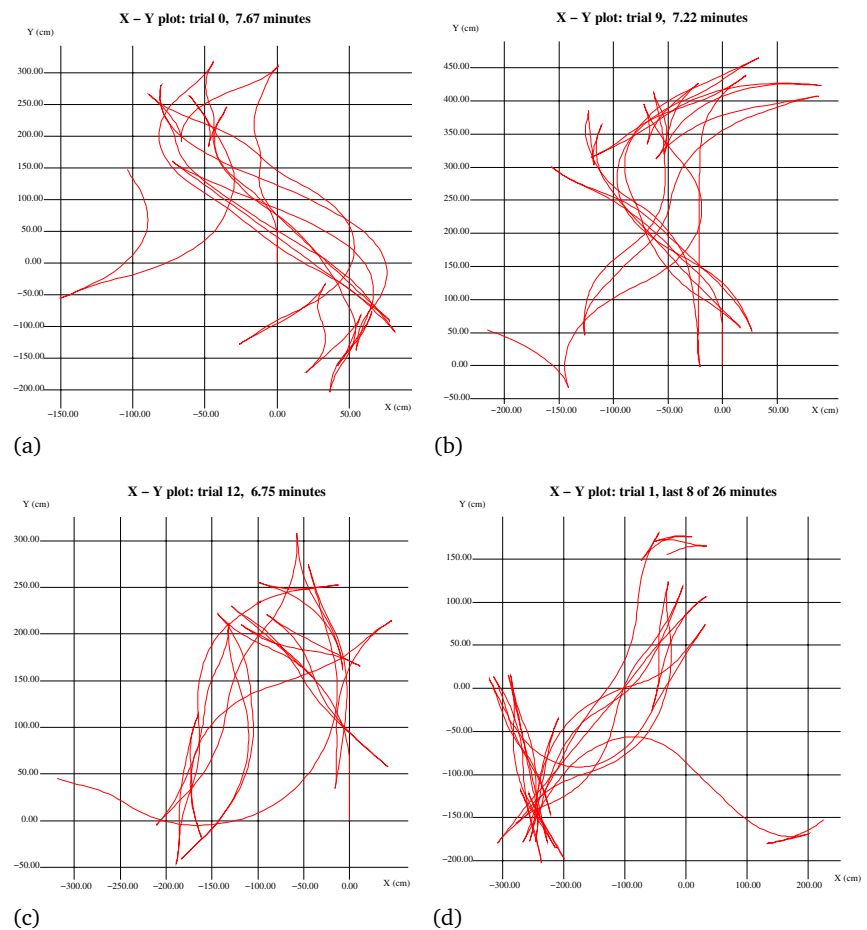 X – Y plot: trial 0, 7.67 minutes
Y (cm)
300.00
250.00
200.00
150.00
100.00
50.00
0.00
−50.00
−100.00
−150.00
−200.00
−150.00 −100.00 −50.00 0.00 50.00
X (cm)
(a)
X – Y plot: trial 9, 7.22 minutes
Y (cm)
450.00
400.00
350.00
300.00
250.00
200.00
150.00
100.00
50.00
0.00
−50.00
−200.00 −150.00 −100.00 −50.00 0.00 50.00
X (cm)
(b)
X – Y plot: trial 12, 6.75 minutes
Y (cm)
300.00
250.00
200.00
150.00
100.00
50.00
0.00
−50.00
−300.00 −250.00 −200.00 −150.00 −100.00 −50.00 0.00
X (cm)
(c)
X – Y plot: trial 1, last 8 of 26 minutes
Y (cm)
150.00
100.00
50.00
0.00
−50.00
−100.00
−150.00
−200.00
−300.00 −200.00 −100.00 0.00 100.00 200.00
X (cm)
(d)